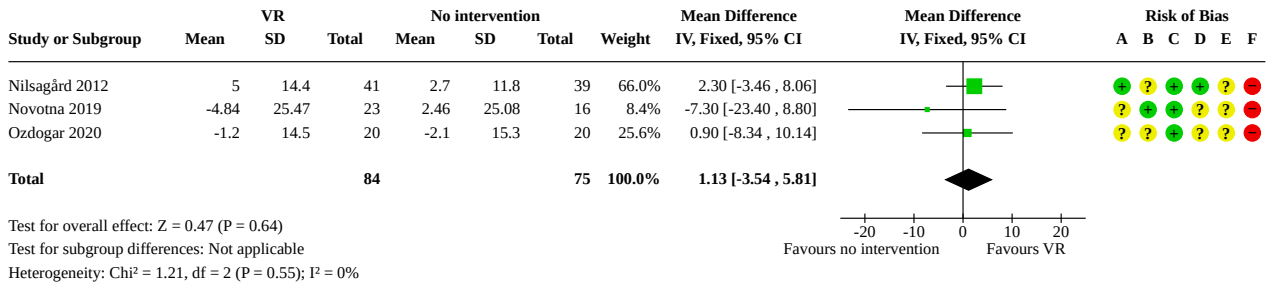 VR No intervention Mean Difference Mean Difference Risk of Bias
Study or Subgroup Mean SD Total Mean SD Total Weight IV, Fixed, 95% CI IV, Fixed, 95% CI A B C D E F
Nilsagård 2012 5 14.4 41 2.7 11.8 39 66.0% 2.30 [-3.46 , 8.06] + ? + + ? −
Novotna 2019 -4.84 25.47 23 2.46 25.08 16 8.4% -7.30 [-23.40 , 8.80] ? + + ? ? −
Ozdogar 2020 -1.2 14.5 20 -2.1 15.3 20 25.6% 0.90 [-8.34 , 10.14] ? ? + ? ? −
Total 84 75 100.0% 1.13 [-3.54 , 5.81]
Test for overall effect: Z = 0.47 (P = 0.64)
-20 -10 0 10 20
Test for subgroup differences: Not applicable
Favours no intervention Favours VR
Heterogeneity: Chi² = 1.21, df = 2 (P = 0.55); I² = 0%